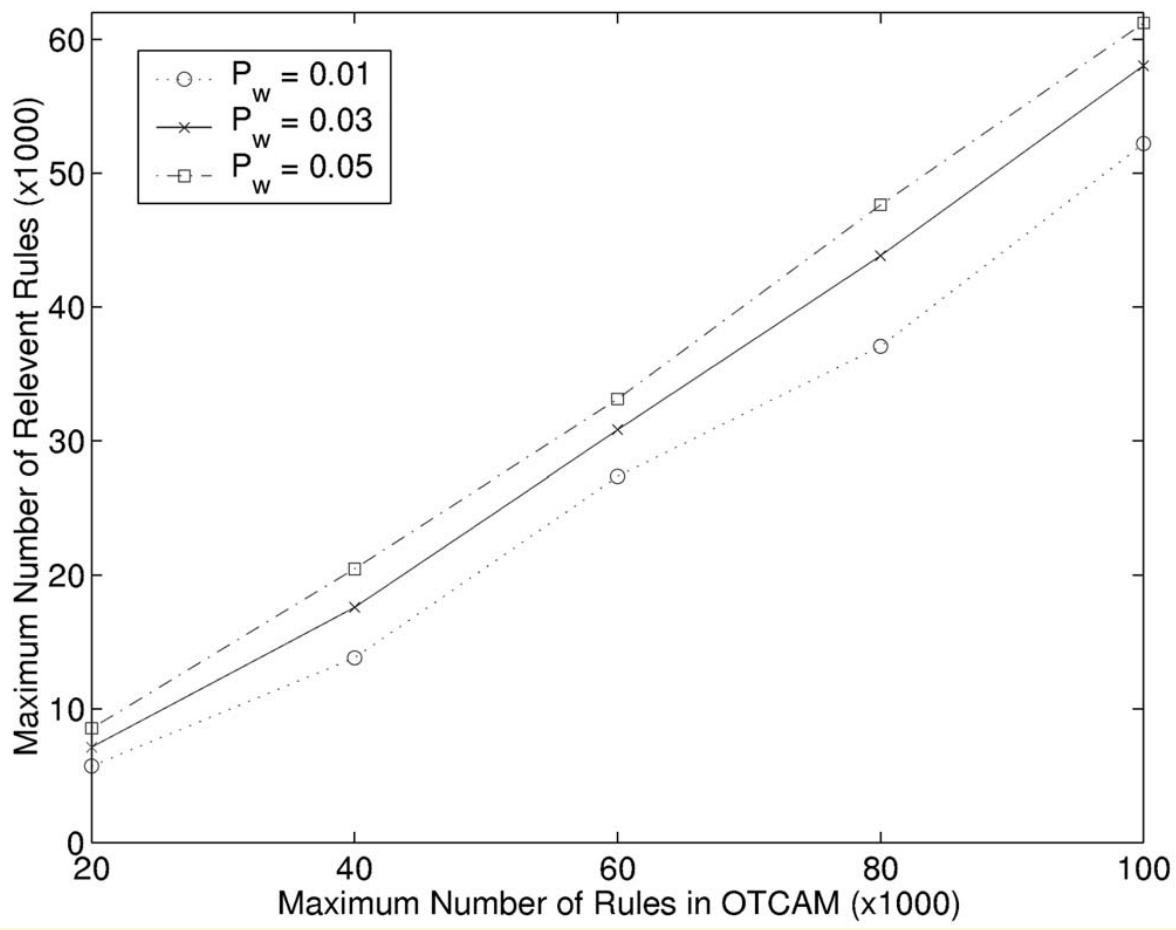 60
50
40
30
20
10
0
Maximum Number of Relevent Rules (x1000)
P_w = 0.01
P_w = 0.03
P_w = 0.05
20 40 60 80 100
Maximum Number of Rules in OTCAM (x1000)